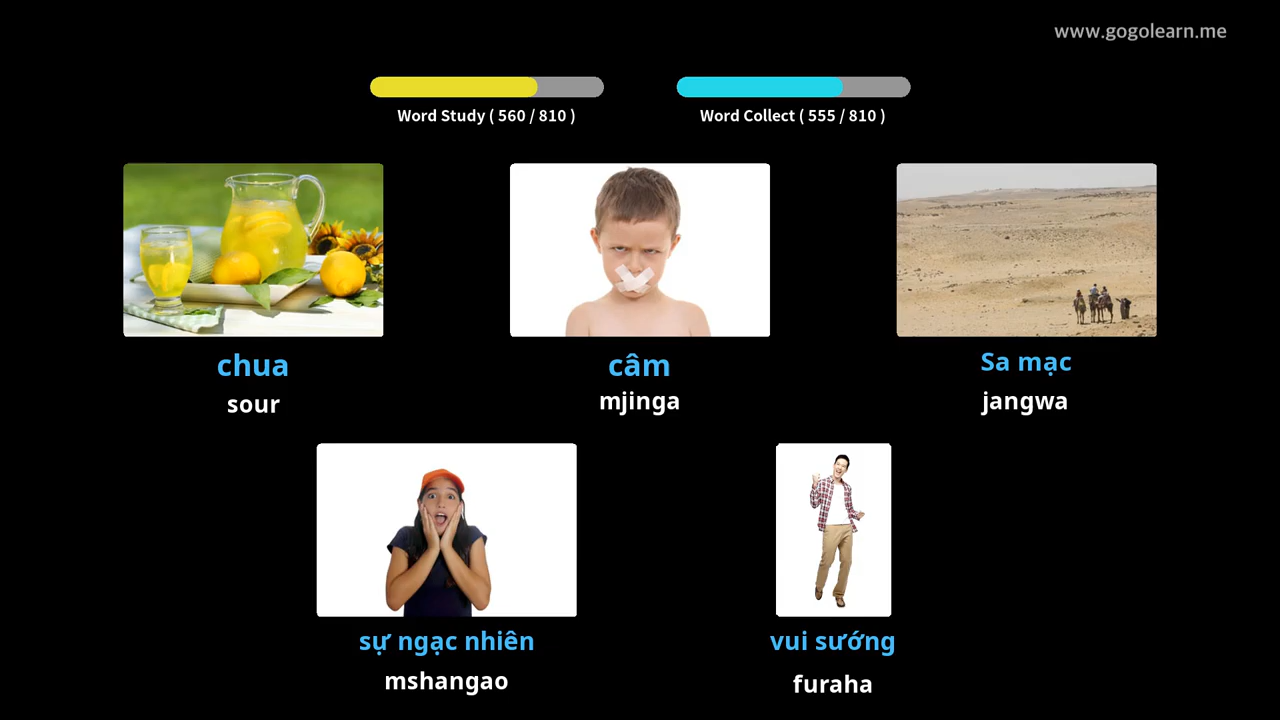 www.gogolearn.me
Word Study ( 560 / 810 )
Word Collect ( 555 / 810 )
chua
sour
câm
mjinga
Sa mạc
jangwa
sự ngạc nhiên
mshangao
vui sướng
furaha